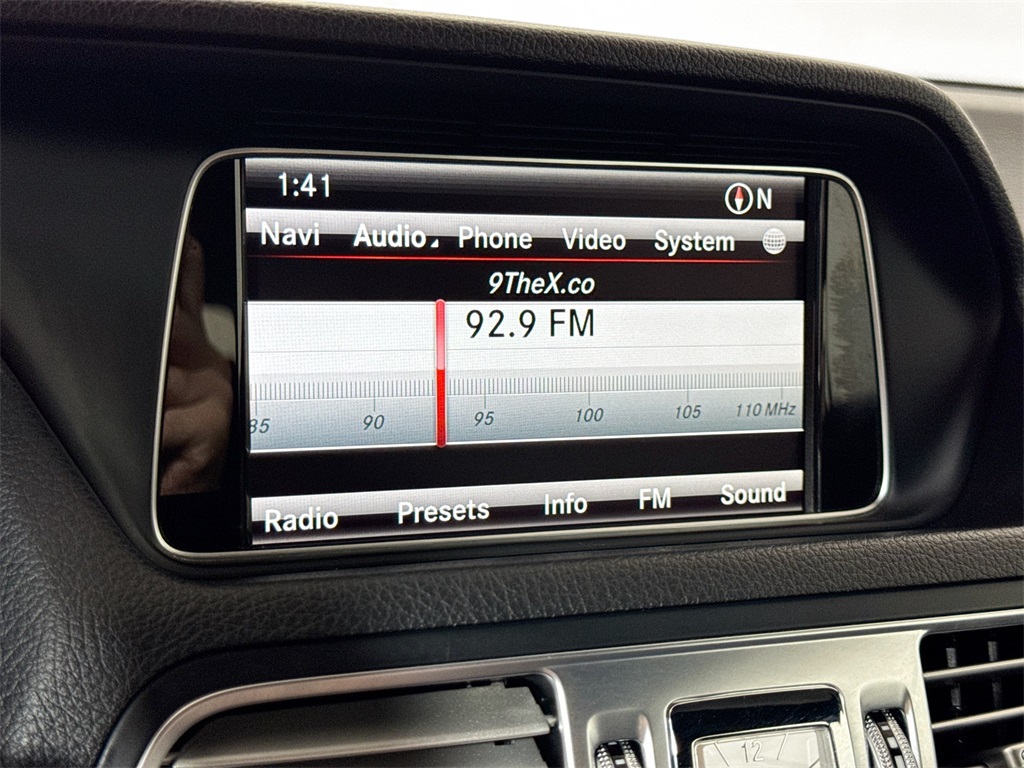 1:41 N
Navi Audio Phone Video System
9TheX.co
92.9 FM
85 90 95 100 105 110 MHz
Radio Presets Info FM Sound
12